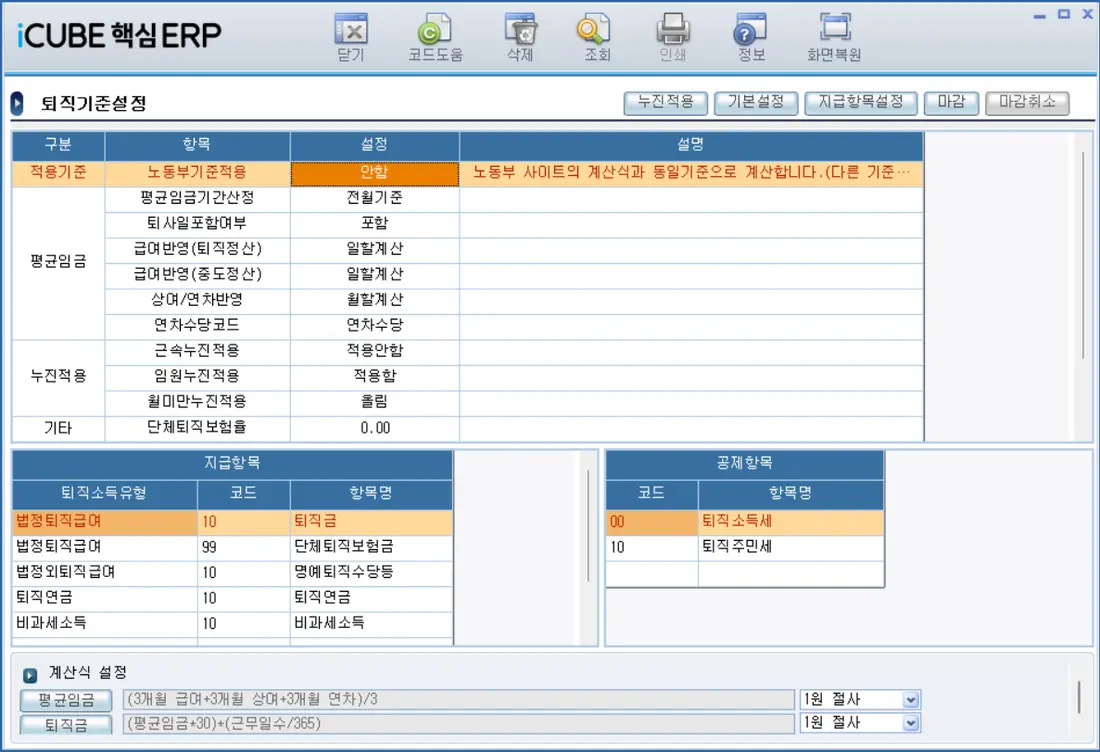 iCUBE 핵심 ERP
닫기 코드도움 삭제 조회 인쇄 정보 화면복원
퇴직기준설정
누진적용 기본설정 지급항목설정 마감 마감취소
구분 항목 설정 설명
적용기준 노동부기준적용 안함 노동부 사이트의 계산식과 동일기준으로 계산합니다.(다른 기준…
평균임금 평균임금기간산정 전월기준
퇴사일포함여부 포함
급여반영(퇴직정산) 일할계산
급여반영(중도정산) 일할계산
상여/연차반영 월할계산
연차수당코드 연차수당
누진적용 근속누진적용 적용안함
임원누진적용 적용함
월미만누진적용 올림
기타 단체퇴직보험율 0.00
지급항목
퇴직소득유형 코드 항목명
법정퇴직급여 10 퇴직금
법정퇴직급여 99 단체퇴직보험금
법정외퇴직급여 10 명예퇴직수당등
퇴직연금 10 퇴직연금
비과세소득 10 비과세소득
공제항목
코드 항목명
00 퇴직소득세
10 퇴직주민세
계산식 설정
평균임금 (3개월 급여+3개월 상여+3개월 연차)/3 1원 절사
퇴직금 (평균임금*30)*(근무일수/365) 1원 절사